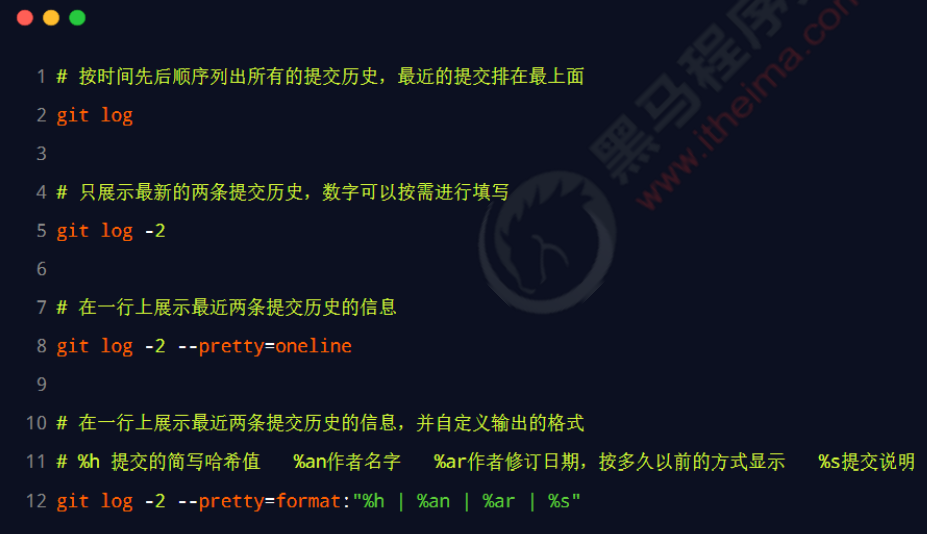 1 # 按时间先后顺序列出所有的提交历史，最近的提交排在最上面
2 git log
3
4 # 只展示最新的两条提交历史，数字可以按需进行填写
5 git log -2
6
7 # 在一行上展示最近两条提交历史的信息
8 git log -2 --pretty=oneline
9
10 # 在一行上展示最近两条提交历史的信息，并自定义输出的格式
11 # %h 提交的简写哈希值 %an作者名字 %ar作者修订日期，按多久以前的方式显示 %s提交说明
12 git log -2 --pretty=format:"%h | %an | %ar | %s"
黑马程序
www.itheima.com